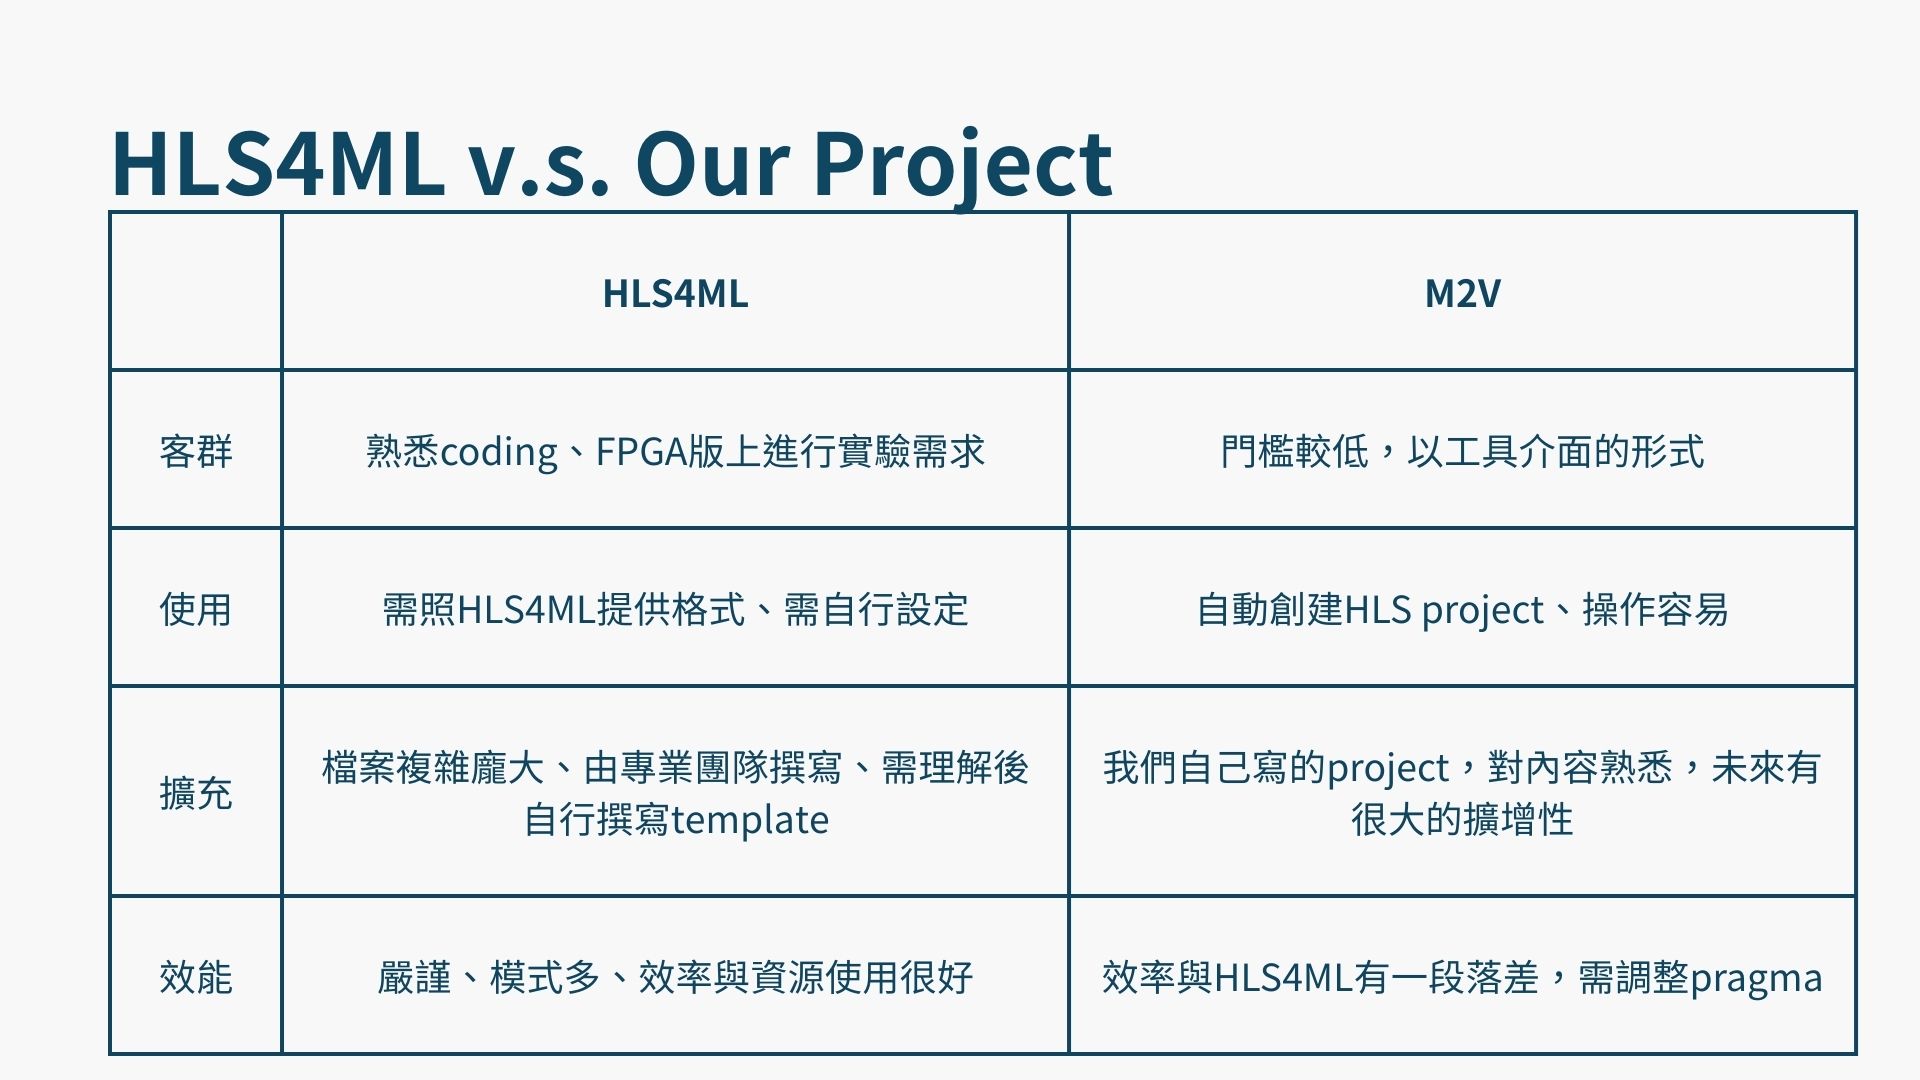 HLS4ML v.s. Our Project
HLS4ML
M2V
客群
熟悉coding、FPGA版上進行實驗需求
門檻較低，以工具介面的形式
使用
需照HLS4ML提供格式、需自行設定
自動創建HLS project、操作容易
擴充
檔案複雜龐大、由專業團隊撰寫、需理解後
自行撰寫template
我們自己寫的project，對內容熟悉，未來有
很大的擴增性
效能
嚴謹、模式多、效率與資源使用很好
效率與HLS4ML有一段落差，需調整pragma